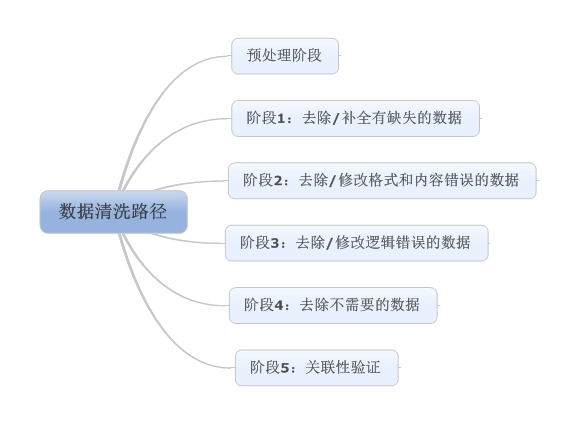 预处理阶段
阶段1：去除/补全有缺失的数据
阶段2：去除/修改格式和内容错误的数据
数据清洗路径
阶段3：去除/修改逻辑错误的数据
阶段4：去除不需要的数据
阶段5：关联性验证